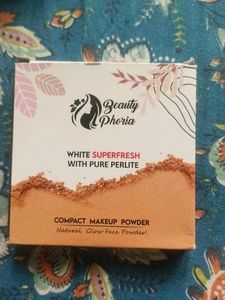 Beauty
Phoria
WHITE SUPERFRESH
WITH PURE PERLITE
COMPACT MAKEUP POWDER
Natural Glow Face Powder!